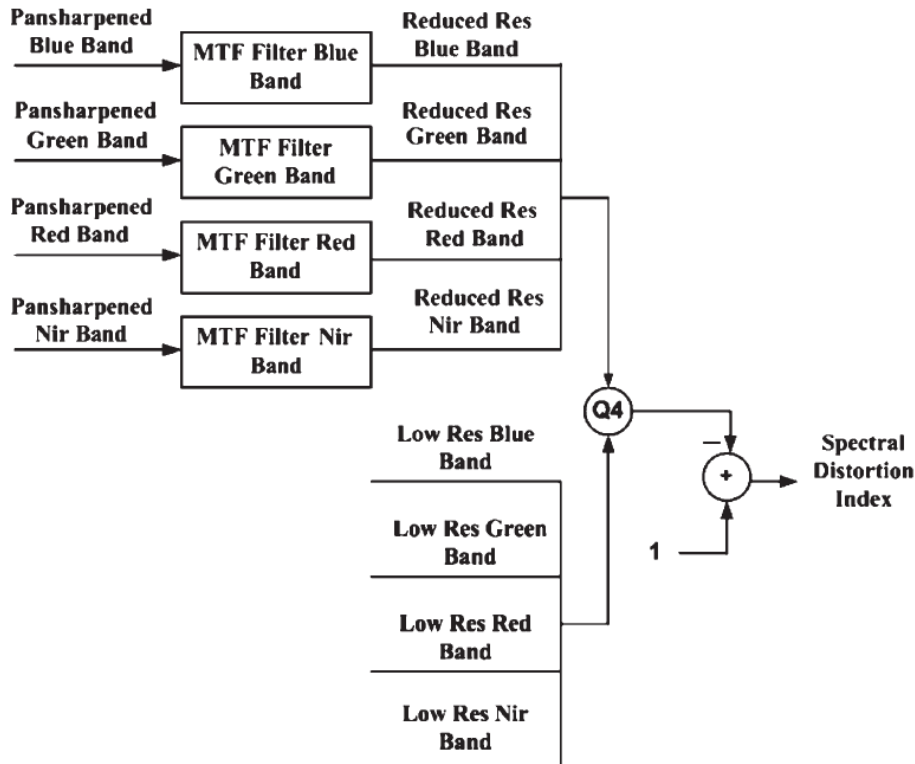 Pansharpened
Blue Band
MTF Filter Blue
Band
Reduced Res
Blue Band
Pansharpened
Green Band
MTF Filter
Green Band
Reduced Res
Green Band
Pansharpened
Red Band
MTF Filter Red
Band
Reduced Res
Red Band
Pansharpened
Nir Band
MTF Filter Nir
Band
Reduced Res
Nir Band
Q4
Low Res Blue
Band
−
+
Spectral
Distortion
Index
Low Res Green
Band
1
Low Res Red
Band
Low Res Nir
Band